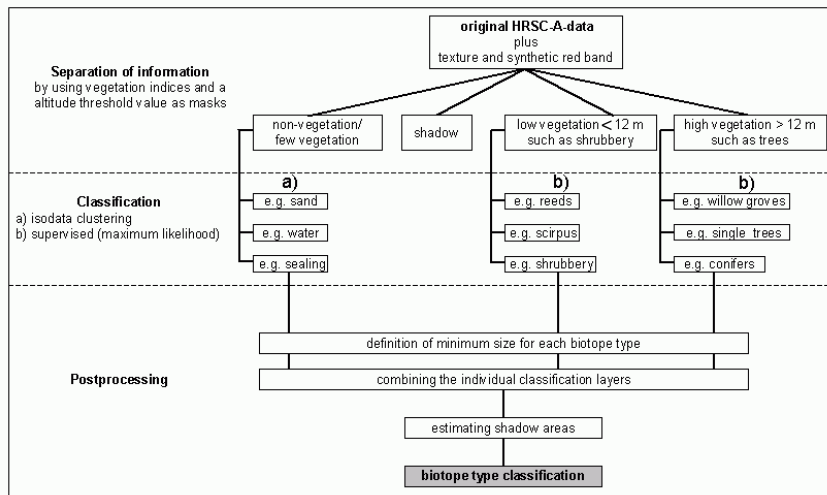 original HRSC-A-data
plus
texture and synthetic red band
Separation of information
by using vegetation indices and a
altitude threshold value as masks
non-vegetation/
few vegetation
shadow
low vegetation < 12 m
such as shrubbery
high vegetation > 12 m
such as trees
Classification
a) isodata clustering
b) supervised (maximum likelihood)
a)
b)
b)
e.g. sand
e.g. reeds
e.g. willow groves
e.g. water
e.g. scirpus
e.g. single trees
e.g. sealing
e.g. shrubbery
e.g. conifers
Postprocessing
definition of minimum size for each biotope type
combining the individual classification layers
estimating shadow areas
biotope type classification